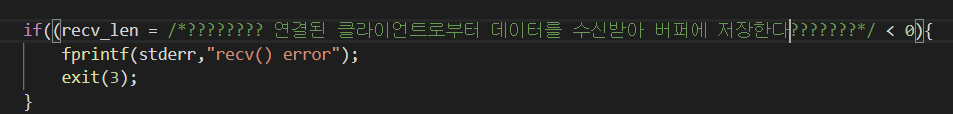 if((recv_len = /*???????? 연결된 클라이언트로부터 데이터를 수신받아 버퍼에 저장한다???????*/ < 0){
fprintf(stderr,"recv() error");
exit(3);
}